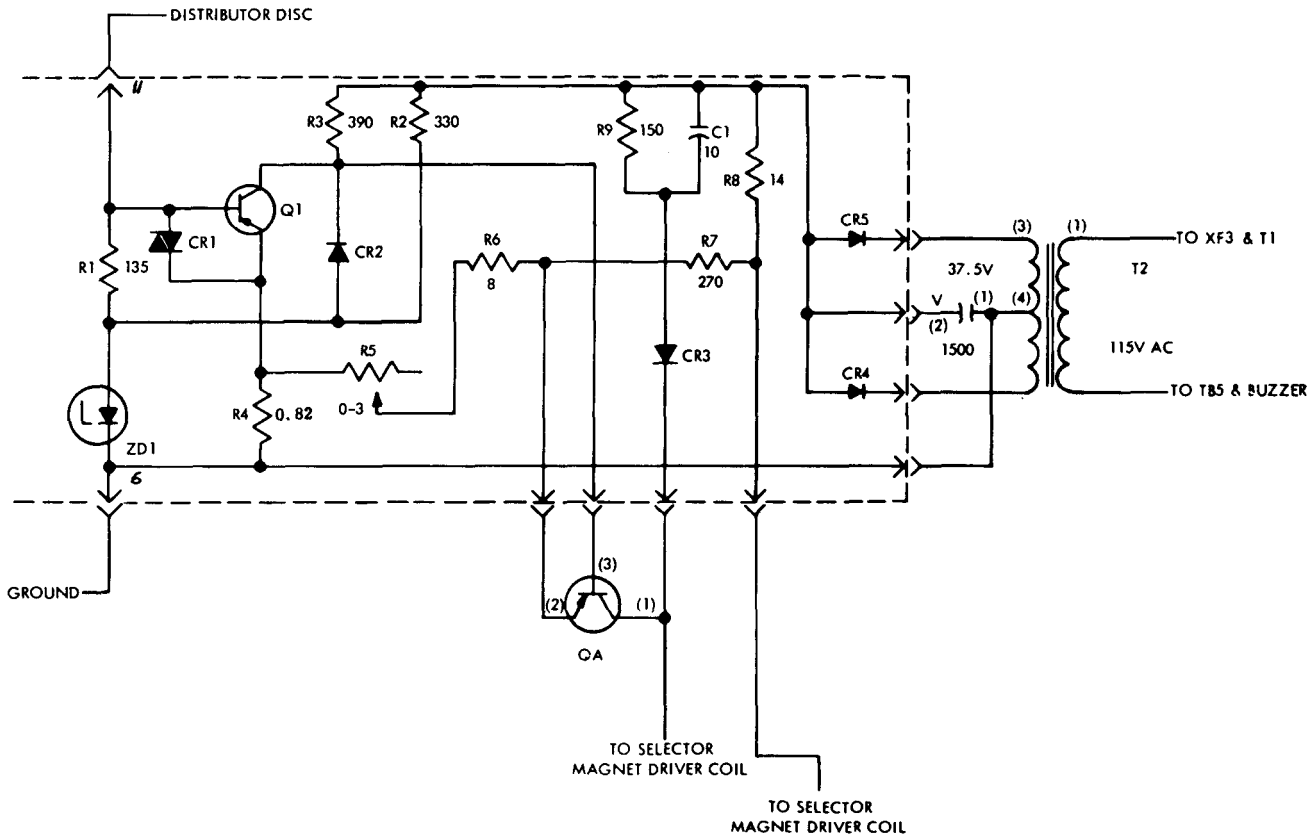 DISTRIBUTOR DISC
11
R3
390
R2
330
R9
150
C1
10
R8
14
Q1
CR1
R1
135
CR2
R6
8
R7
270
CR5
(3)
(1)
TO XF3 & T1
37.5V
T2
V
(1)
(4)
(2)
1500
115V AC
CR4
TO TB5 & BUZZER
R5
0-3
CR3
R4
0.82
L
ZD1
6
GROUND
(3)
(2)
(1)
QA
TO SELECTOR
MAGNET DRIVER COIL
TO SELECTOR
MAGNET DRIVER COIL